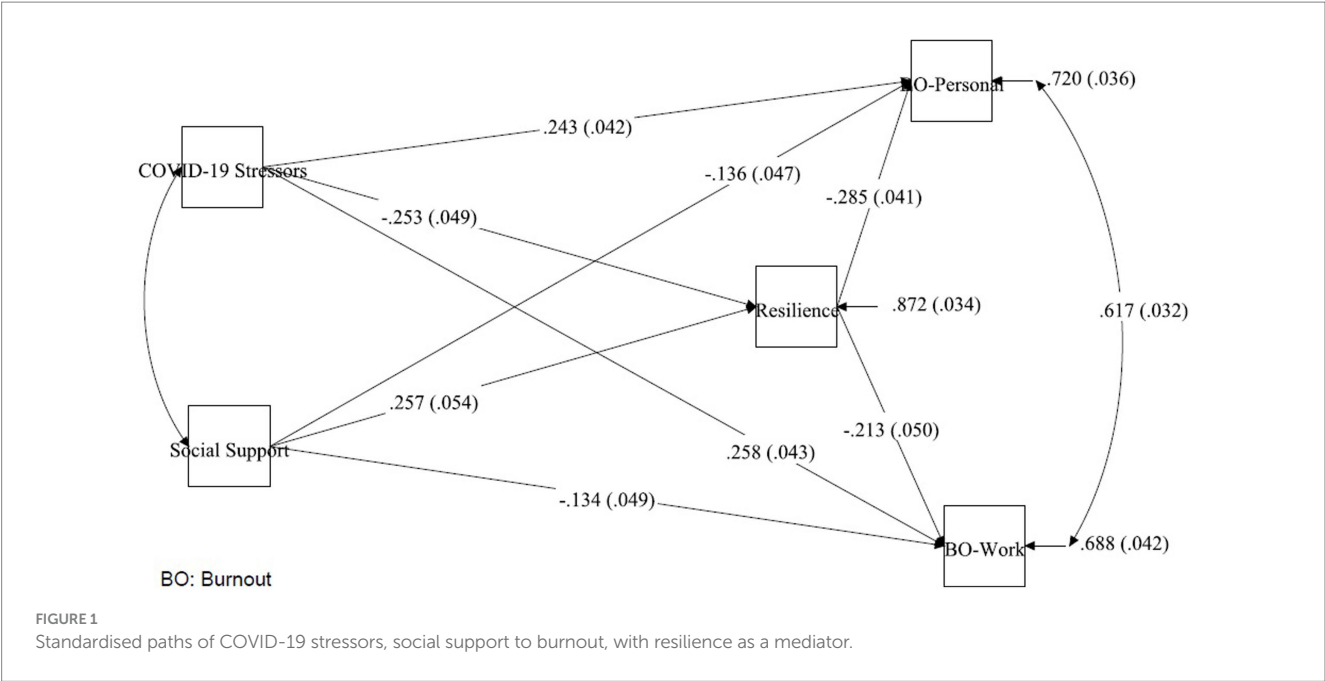 BO-Personal
.720 (.036)
.243 (.042)
COVID-19 Stressors
-.136 (.047)
-.285 (.041)
-.253 (.049)
Resilience
.872 (.034)
.617 (.032)
.257 (.054)
-.213 (.050)
Social Support
.258 (.043)
-.134 (.049)
BO-Work
.688 (.042)
BO: Burnout
FIGURE 1
Standardised paths of COVID-19 stressors, social support to burnout, with resilience as a mediator.